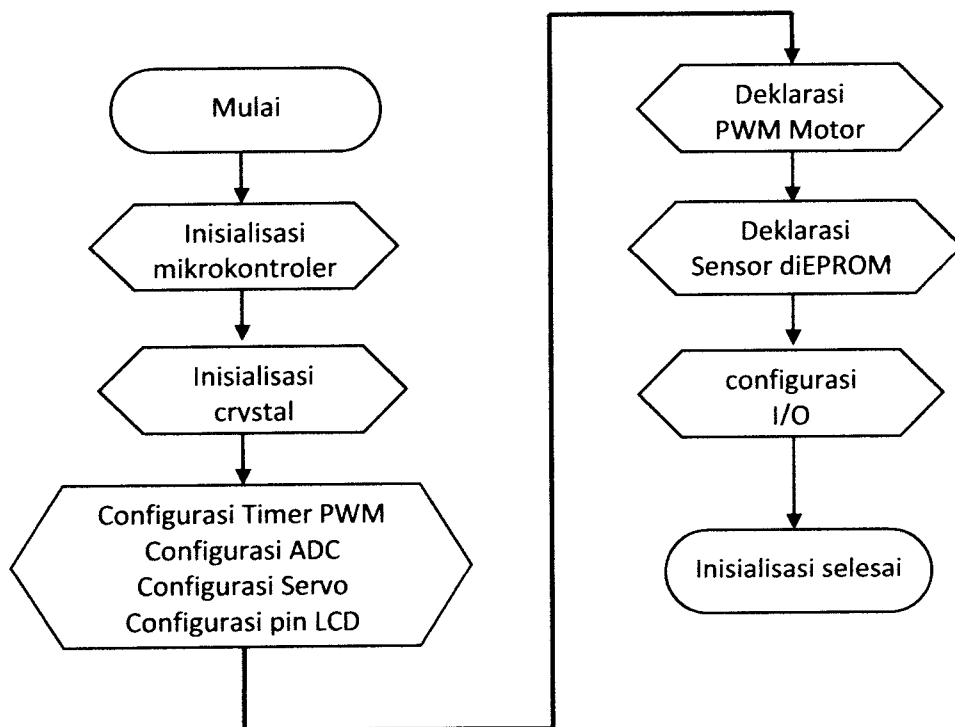 Mulai
Inisialisasi
mikrokontroler
Inisialisasi
crystal
Configurasi Timer PWM
Configurasi ADC
Configurasi Servo
Configurasi pin LCD
Deklarasi
PWM Motor
Deklarasi
Sensor diEPROM
configurasi
I/O
Inisialisasi selesai